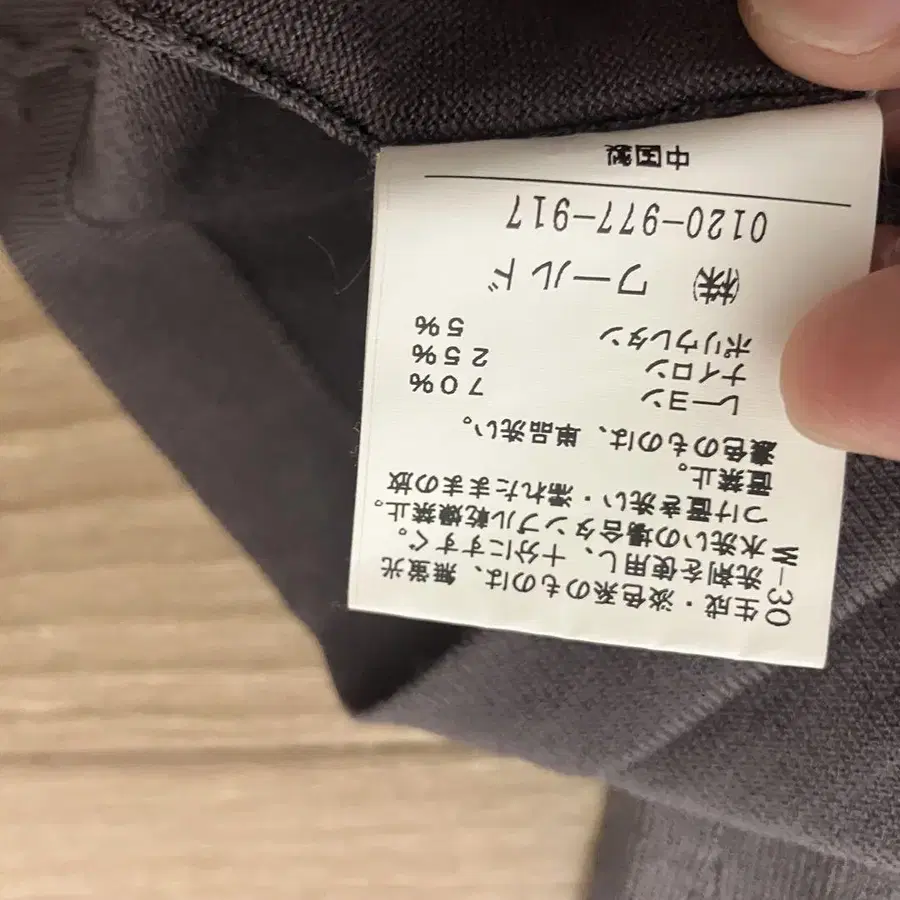 W-30
生成・淡色系のものは、無蛍光
洗剤を使用し、十分にすすぐ。
水洗いの場合タンブル乾燥禁止。
つけ置き洗い・濡れたままの放
置禁止。
濃色のものは、単品洗い。
レーヨン 70%
ナイロン 25%
ポリウレタン 5%
㈱ ワールド
0120-977-917
中国製